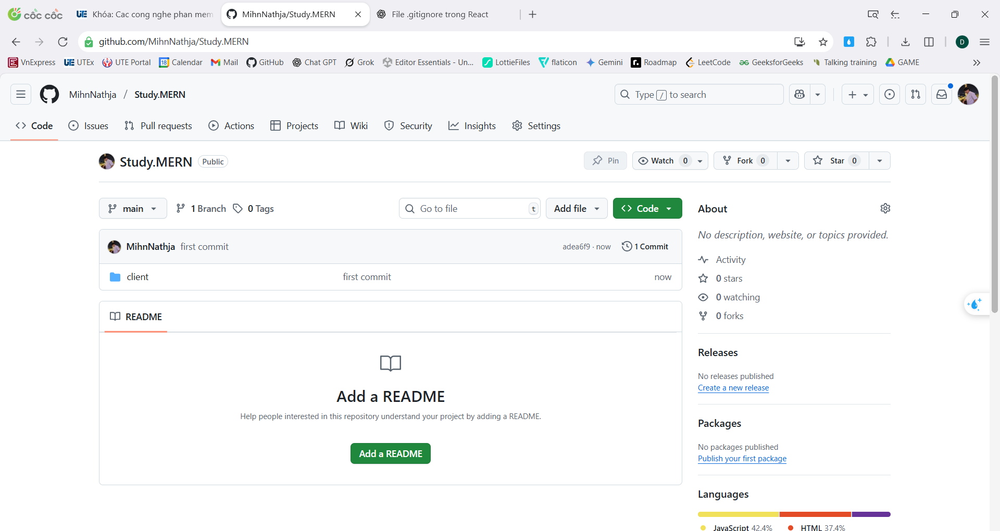 cốc cốc
UE Khóa: Cac cong nghe phan mem
MihnNathja/Study.MERN
File .gitignore trong React
github.com/MihnNathja/Study.MERN
D
VnExpress
UTEx
UTE Portal
Calendar
Mail
GitHub
Chat GPT
Grok
Editor Essentials - Un...
LottieFiles
flaticon
Gemini
Roadmap
LeetCode
GeeksforGeeks
Talking training
GAME
MihnNathja / Study.MERN
Type / to search
Code
Issues
Pull requests
Actions
Projects
Wiki
Security
Insights
Settings
Study.MERN Public
Pin
Watch 0
Fork 0
Star 0
main
1 Branch
0 Tags
Go to file t
Add file
Code
MihnNathja first commit
adea6f9 · now
1 Commit
client
first commit
now
README
Add a README
Help people interested in this repository understand your project by adding a README.
Add a README
About
No description, website, or topics provided.
Activity
0 stars
0 watching
0 forks
Releases
No releases published
Create a new release
Packages
No packages published
Publish your first package
Languages
JavaScript 42.4%
HTML 37.4%